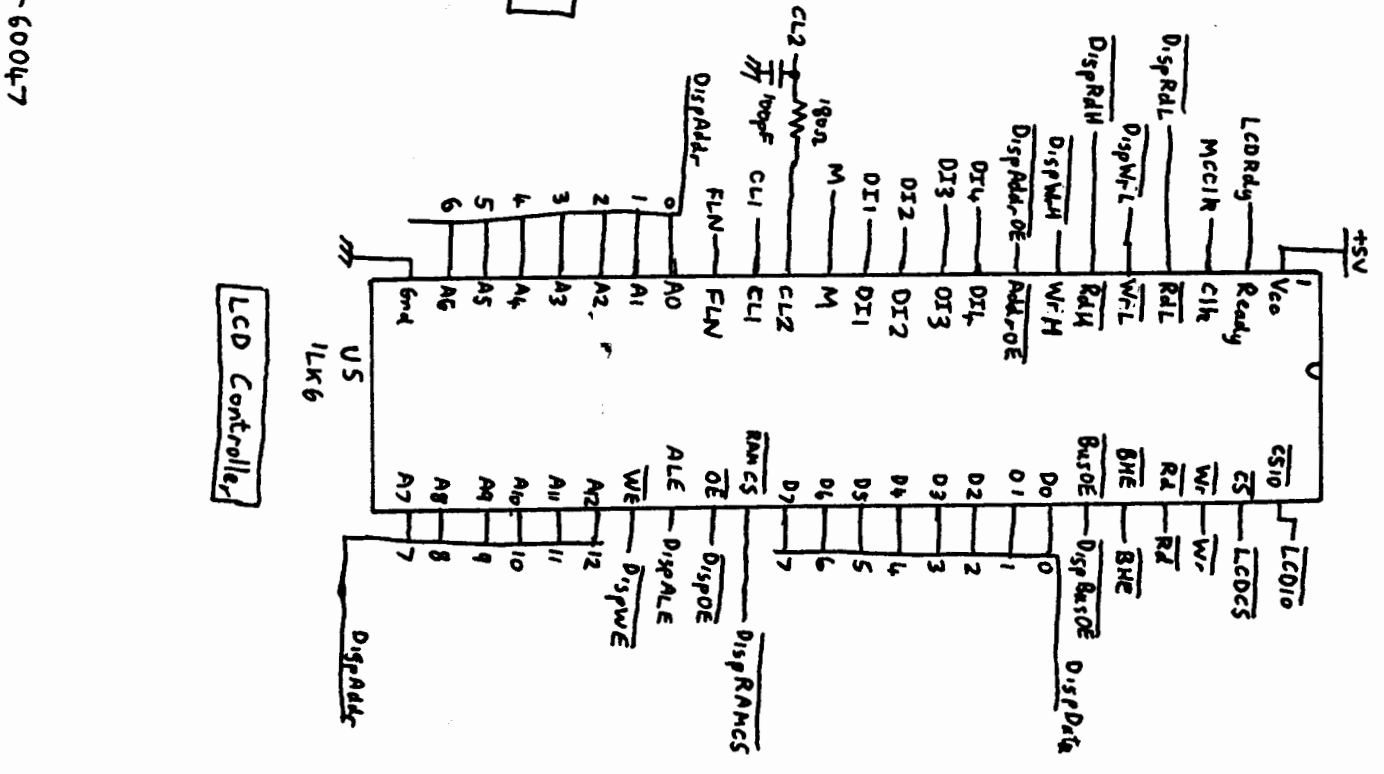 +5V
1
Vcc CSIO LCDIO
LCDRdy Ready CS LCDCS
MCClk Clk Wr Wr
DispRdL RdL Rd Rd
DispWrL WrL BHE BHE
DispRdH RdH BusOE DispBusOE
DispWrH WrH D0 0 DispData
DispAddrOE AddrOE D1 1
DI4 DI4 D2 2
DI3 DI3 D3 3
DI2 DI2 D4 4
DI1 DI1 D5 5
M M D6 6
180Ω
CL2 CL2 D7 7
100pF
CL1 CL1 RAMCS DispRAMCS
FLN FLN OE DispOE
DispAddr 0 A0 ALE DispALE
1 A1 WE DispWE
2 A2 A12 12
3 A3 A11 11
4 A4 A10 10
5 A5 A9 9
6 A6 A8 8
Gnd A7 7
DispAddr
U5
1LK6
LCD Controller
-60047